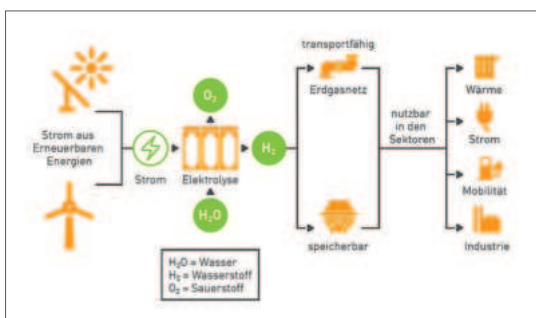 transportfähig
Erdgasnetz
O₂
Strom aus
Erneuerbaren
Energien
Strom
Elektrolyse
H₂
H₂O
speicherbar
nutzbar
in den
Sektoren
Wärme
Strom
Mobilität
Industrie
H₂O = Wasser
H₂ = Wasserstoff
O₂ = Sauerstoff